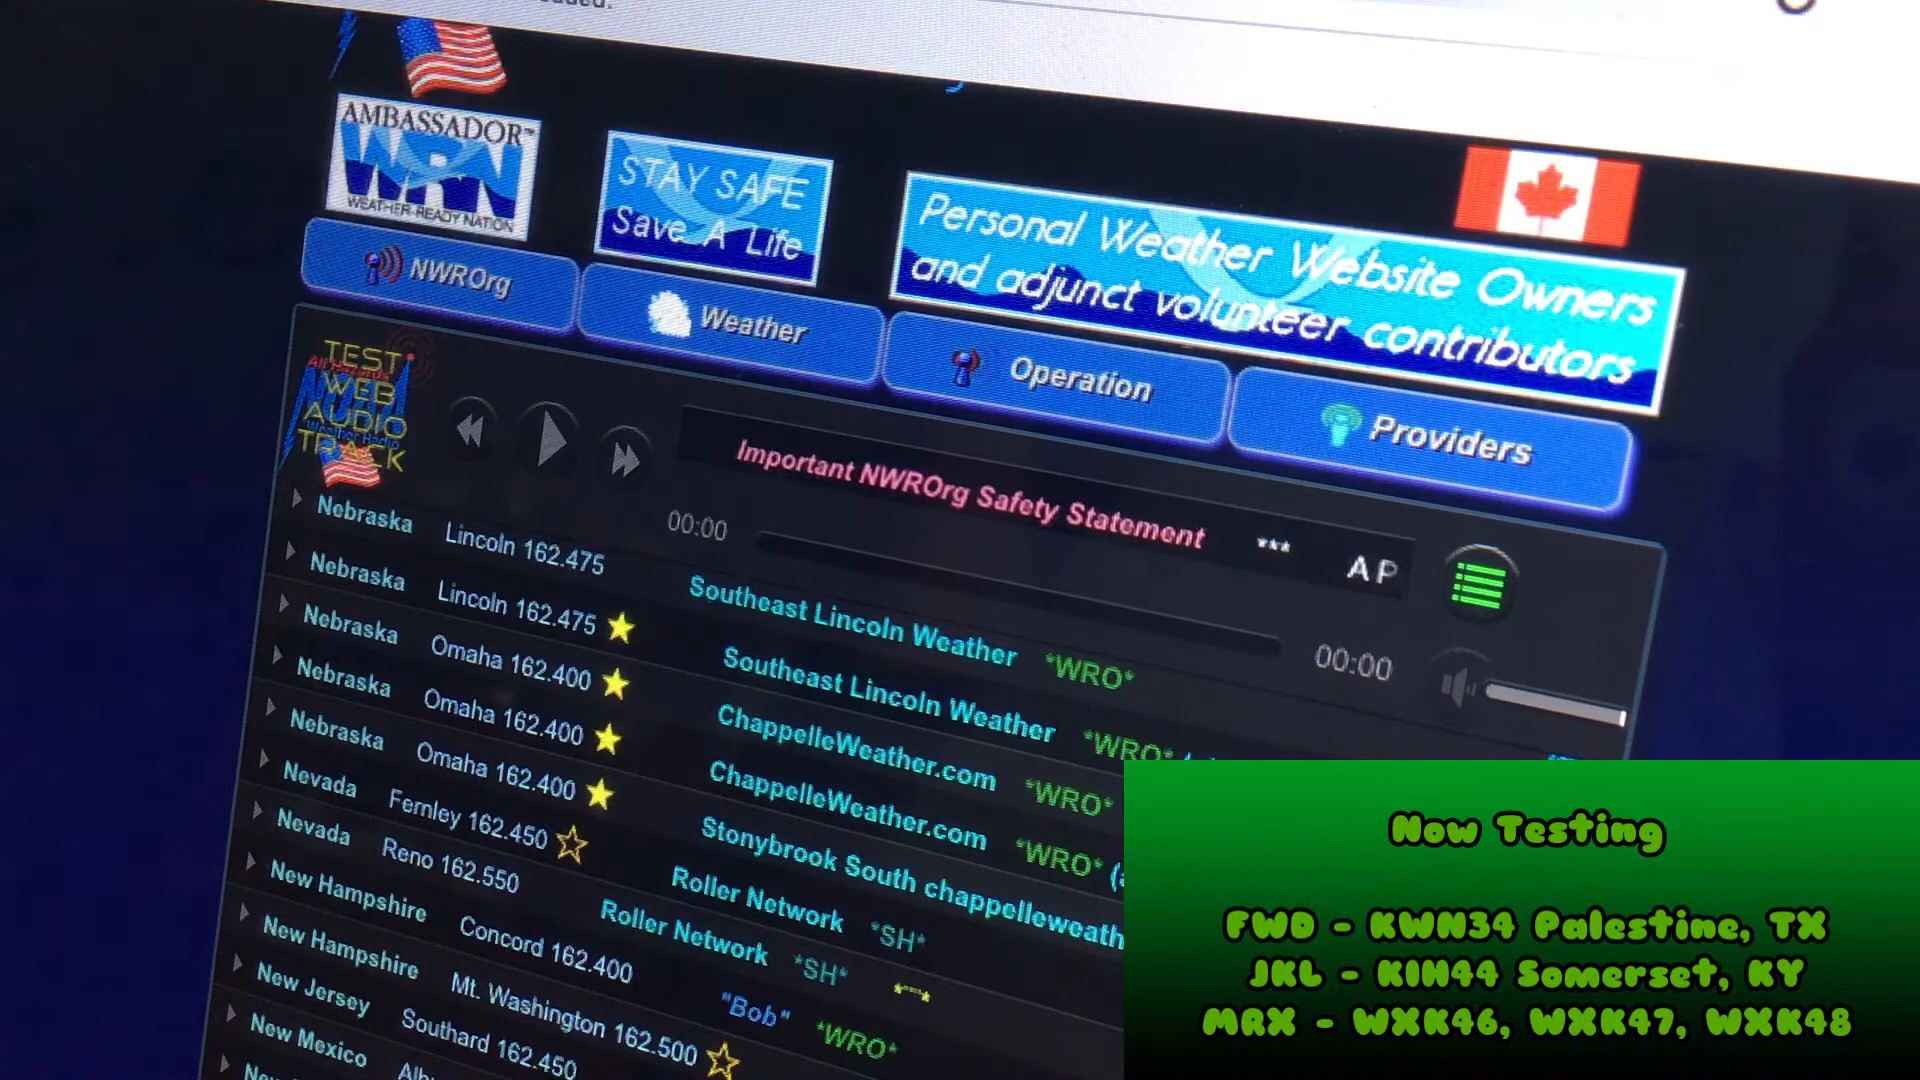 AMBASSADOR™
WRN
WEATHER-READY NATION
STAY SAFE
Save A Life
Personal Weather Website Owners
and adjunct volunteer contributors
NWROrg
Weather
Operation
Providers
TEST
All Hazards
WEB
AUDIO
Weather Radio
TRACK
Important NWROrg Safety Statement *** AP
00:00
00:00
Nebraska Lincoln 162.475 Southeast Lincoln Weather *WRO*
Nebraska Lincoln 162.475 Southeast Lincoln Weather *WRO*
Nebraska Omaha 162.400 ChappelleWeather.com *WRO*
Nebraska Omaha 162.400 ChappelleWeather.com *WRO*
Nebraska Omaha 162.400 Stonybrook South chappelleweath
Nevada Fernley 162.450 Roller Network *SH*
Nevada Reno 162.550 Roller Network *SH*
New Hampshire Concord 162.400 "Bob" *WRO*
New Hampshire Mt. Washington 162.500
New Jersey Southard 162.450
New Mexico
Now Testing
FWD - KWN34 Palestine, TX
JKL - KIH44 Somerset, KY
MRX - WXK46, WXK47, WXK48